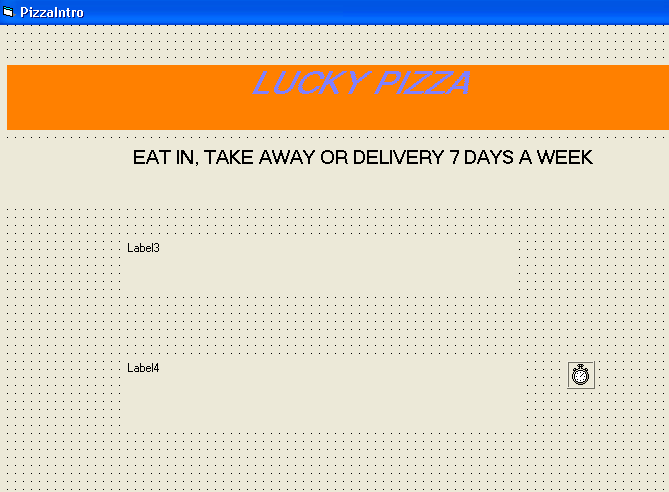 PizzaIntro
LUCKY PIZZA
EAT IN, TAKE AWAY OR DELIVERY 7 DAYS A WEEK
Label3
Label4